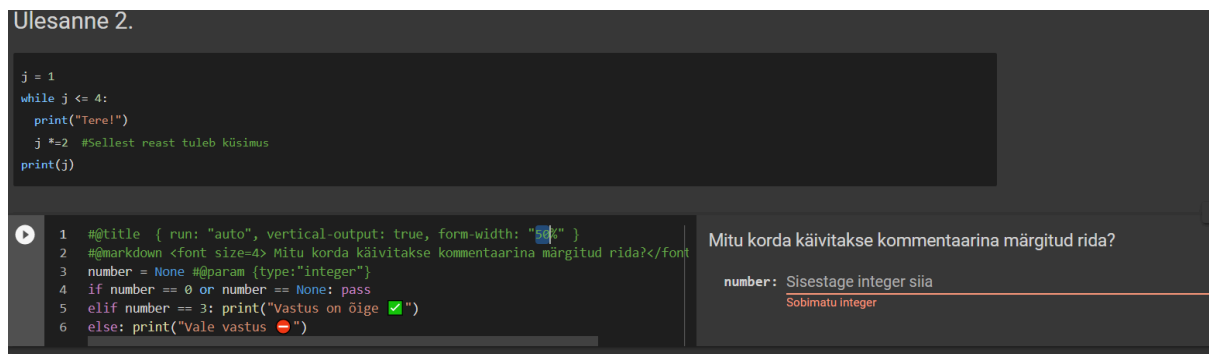 Ulesanne 2.
j = 1
while j <= 4:
  print("Tere!")
  j *=2  #Sellest reast tuleb küsimus
print(j)
1 #@title  { run: "auto", vertical-output: true, form-width: "50%" }
2 #@markdown <font size=4> Mitu korda käivitakse kommentaarina märgitud rida?</font
3 number = None #@param {type:"integer"}
4 if number == 0 or number == None: pass
5 elif number == 3: print("Vastus on õige ✅")
6 else: print("Vale vastus ⛔")
Mitu korda käivitakse kommentaarina märgitud rida?
number: Sisestage integer siia
Sobimatu integer